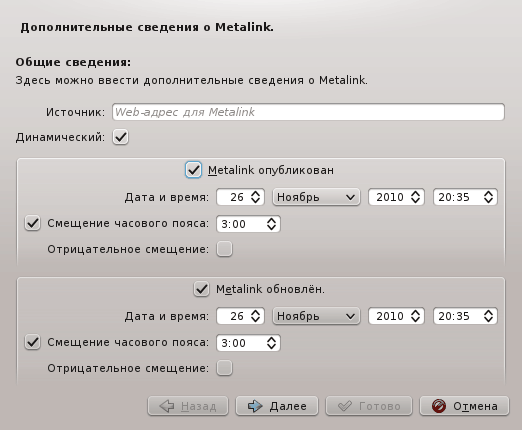 Дополнительные сведения о Metalink.
Общие сведения:
Здесь можно ввести дополнительные сведения о Metalink.
Источник: Web-адрес для Metalink
Динамический:
Metalink опубликован
Дата и время: 26 Ноябрь 2010 20:35
Смещение часового пояса: 3:00
Отрицательное смещение:
Metalink обновлён.
Дата и время: 26 Ноябрь 2010 20:35
Смещение часового пояса: 3:00
Отрицательное смещение:
Назад Далее Готово Отмена